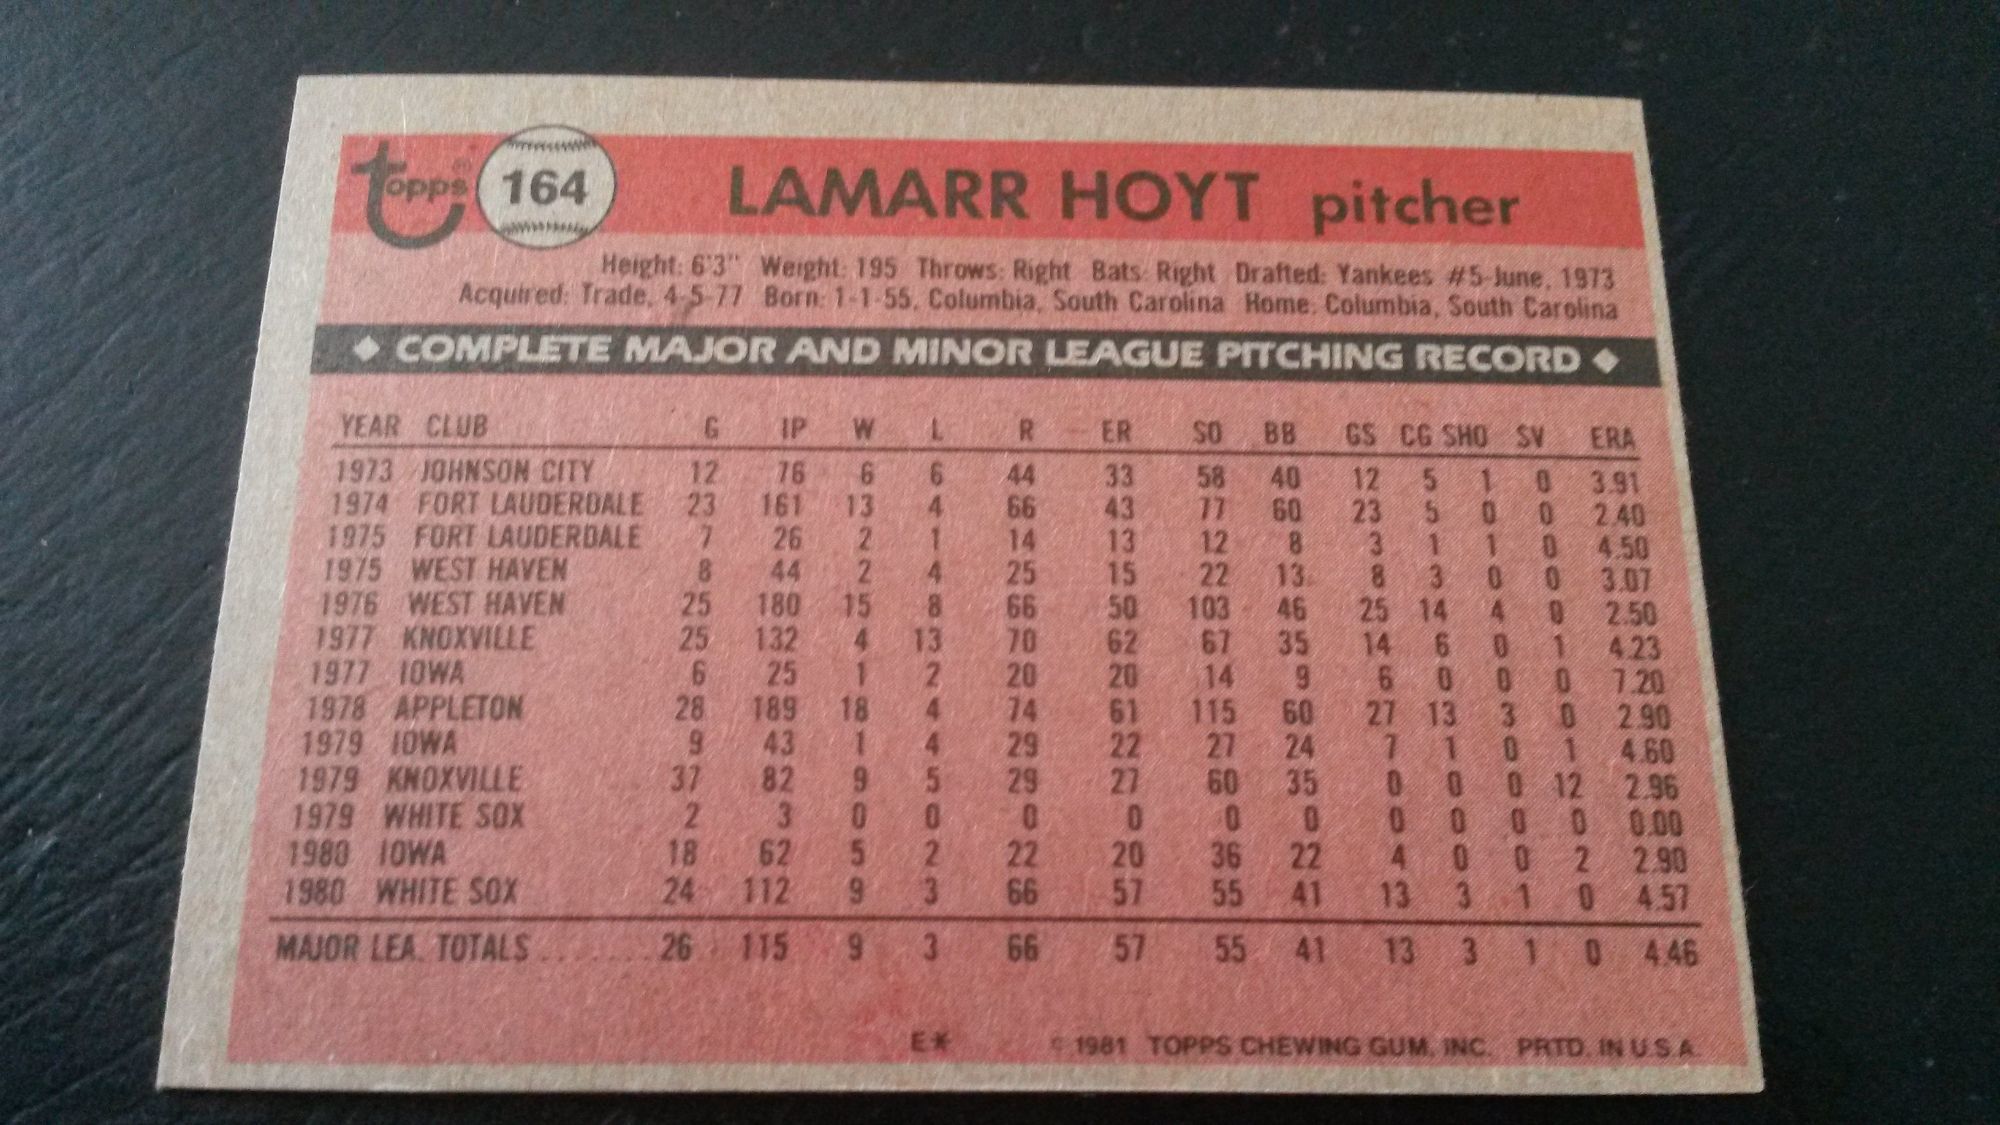 topps ® 164 LAMARR HOYT pitcher
Height: 6'3" Weight: 195 Throws: Right Bats: Right Drafted: Yankees #5-June, 1973
Acquired: Trade, 4-5-77 Born: 1-1-55, Columbia, South Carolina Home: Columbia, South Carolina
◆ COMPLETE MAJOR AND MINOR LEAGUE PITCHING RECORD ◆
YEAR CLUB G IP W L R ER SO BB GS CG SHO SV ERA
1973 JOHNSON CITY 12 76 6 6 44 33 58 40 12 5 1 0 3.91
1974 FORT LAUDERDALE 23 161 13 4 66 43 77 60 23 5 0 0 2.40
1975 FORT LAUDERDALE 7 26 2 1 14 13 12 8 3 1 1 0 4.50
1975 WEST HAVEN 8 44 2 4 25 15 22 13 8 3 0 0 3.07
1976 WEST HAVEN 25 180 15 8 66 50 103 46 25 14 4 0 2.50
1977 KNOXVILLE 25 132 4 13 70 62 67 35 14 6 0 1 4.23
1977 IOWA 6 25 1 2 20 20 14 9 6 0 0 0 7.20
1978 APPLETON 28 189 18 4 74 61 115 60 27 13 3 0 2.90
1979 IOWA 9 43 1 4 29 22 27 24 7 1 0 1 4.60
1979 KNOXVILLE 37 82 9 5 29 27 60 35 0 0 0 12 2.96
1979 WHITE SOX 2 3 0 0 0 0 0 0 0 0 0 0 0.00
1980 IOWA 18 62 5 2 22 20 36 22 4 0 0 2 2.90
1980 WHITE SOX 24 112 9 3 66 57 55 41 13 3 1 0 4.57
MAJOR LEA. TOTALS ....... 26 115 9 3 66 57 55 41 13 3 1 0 4.46
E* © 1981 TOPPS CHEWING GUM, INC. PRTD. IN U.S.A.